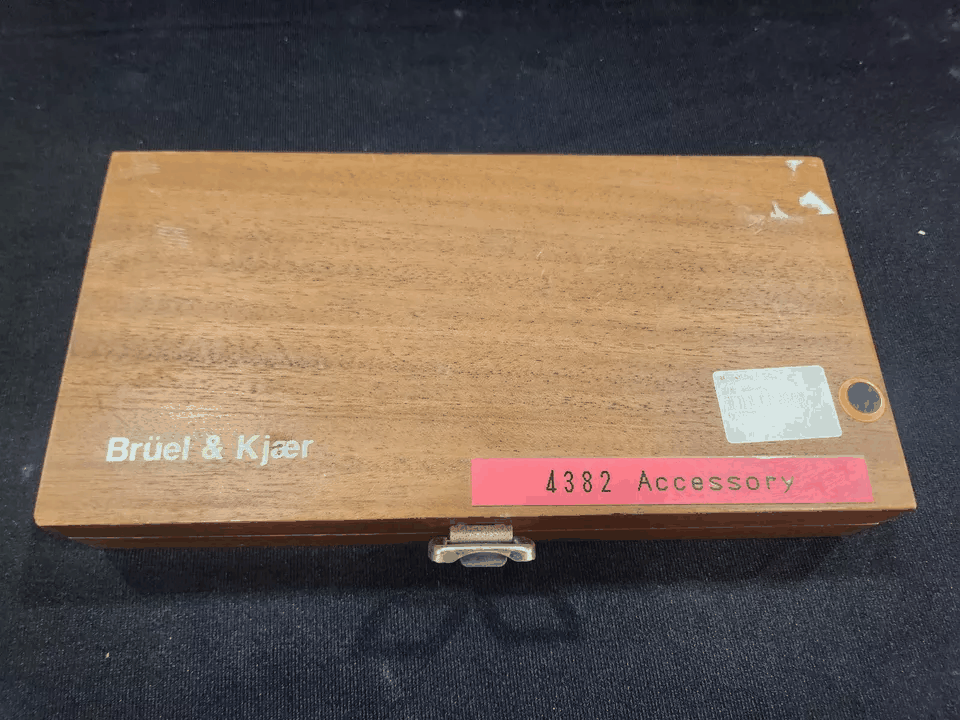 Brüel & Kjær
4382 Accessory